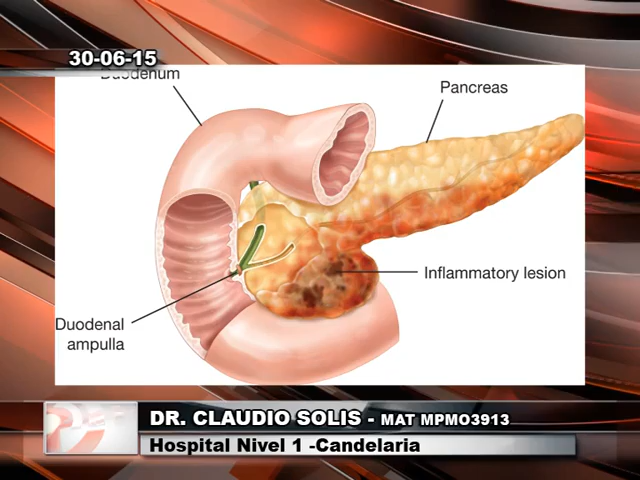 30-06-15
Duodenum
Pancreas
Inflammatory lesion
Duodenal
ampulla
DR. CLAUDIO SOLIS - MAT MPMO3913
Hospital Nivel 1 -Candelaria